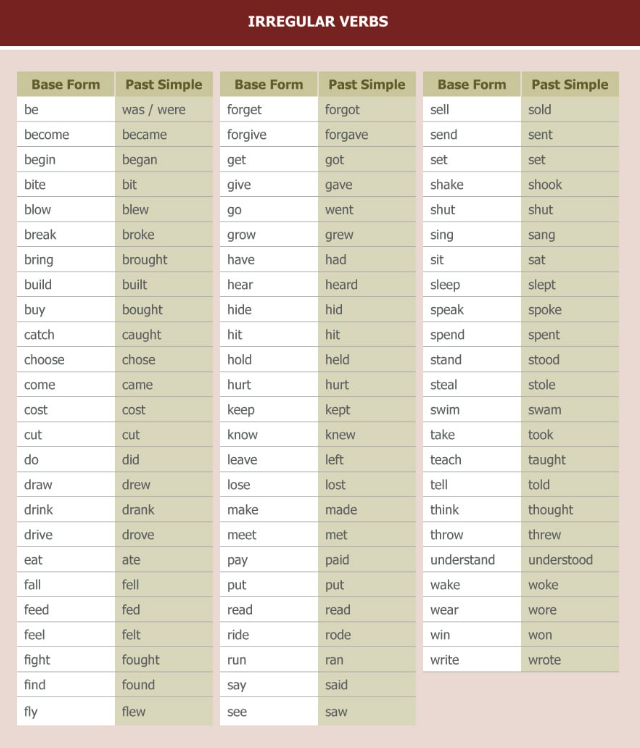 IRREGULAR VERBS
Base Form Past Simple Base Form Past Simple Base Form Past Simple
be was / were forget forgot sell sold
become became forgive forgave send sent
begin began get got set set
bite bit give gave shake shook
blow blew go went shut shut
break broke grow grew sing sang
bring brought have had sit sat
build built hear heard sleep slept
buy bought hide hid speak spoke
catch caught hit hit spend spent
choose chose hold held stand stood
come came hurt hurt steal stole
cost cost keep kept swim swam
cut cut know knew take took
do did leave left teach taught
draw drew lose lost tell told
drink drank make made think thought
drive drove meet met throw threw
eat ate pay paid understand understood
fall fell put put wake woke
feed fed read read wear wore
feel felt ride rode win won
fight fought run ran write wrote
find found say said
fly flew see saw